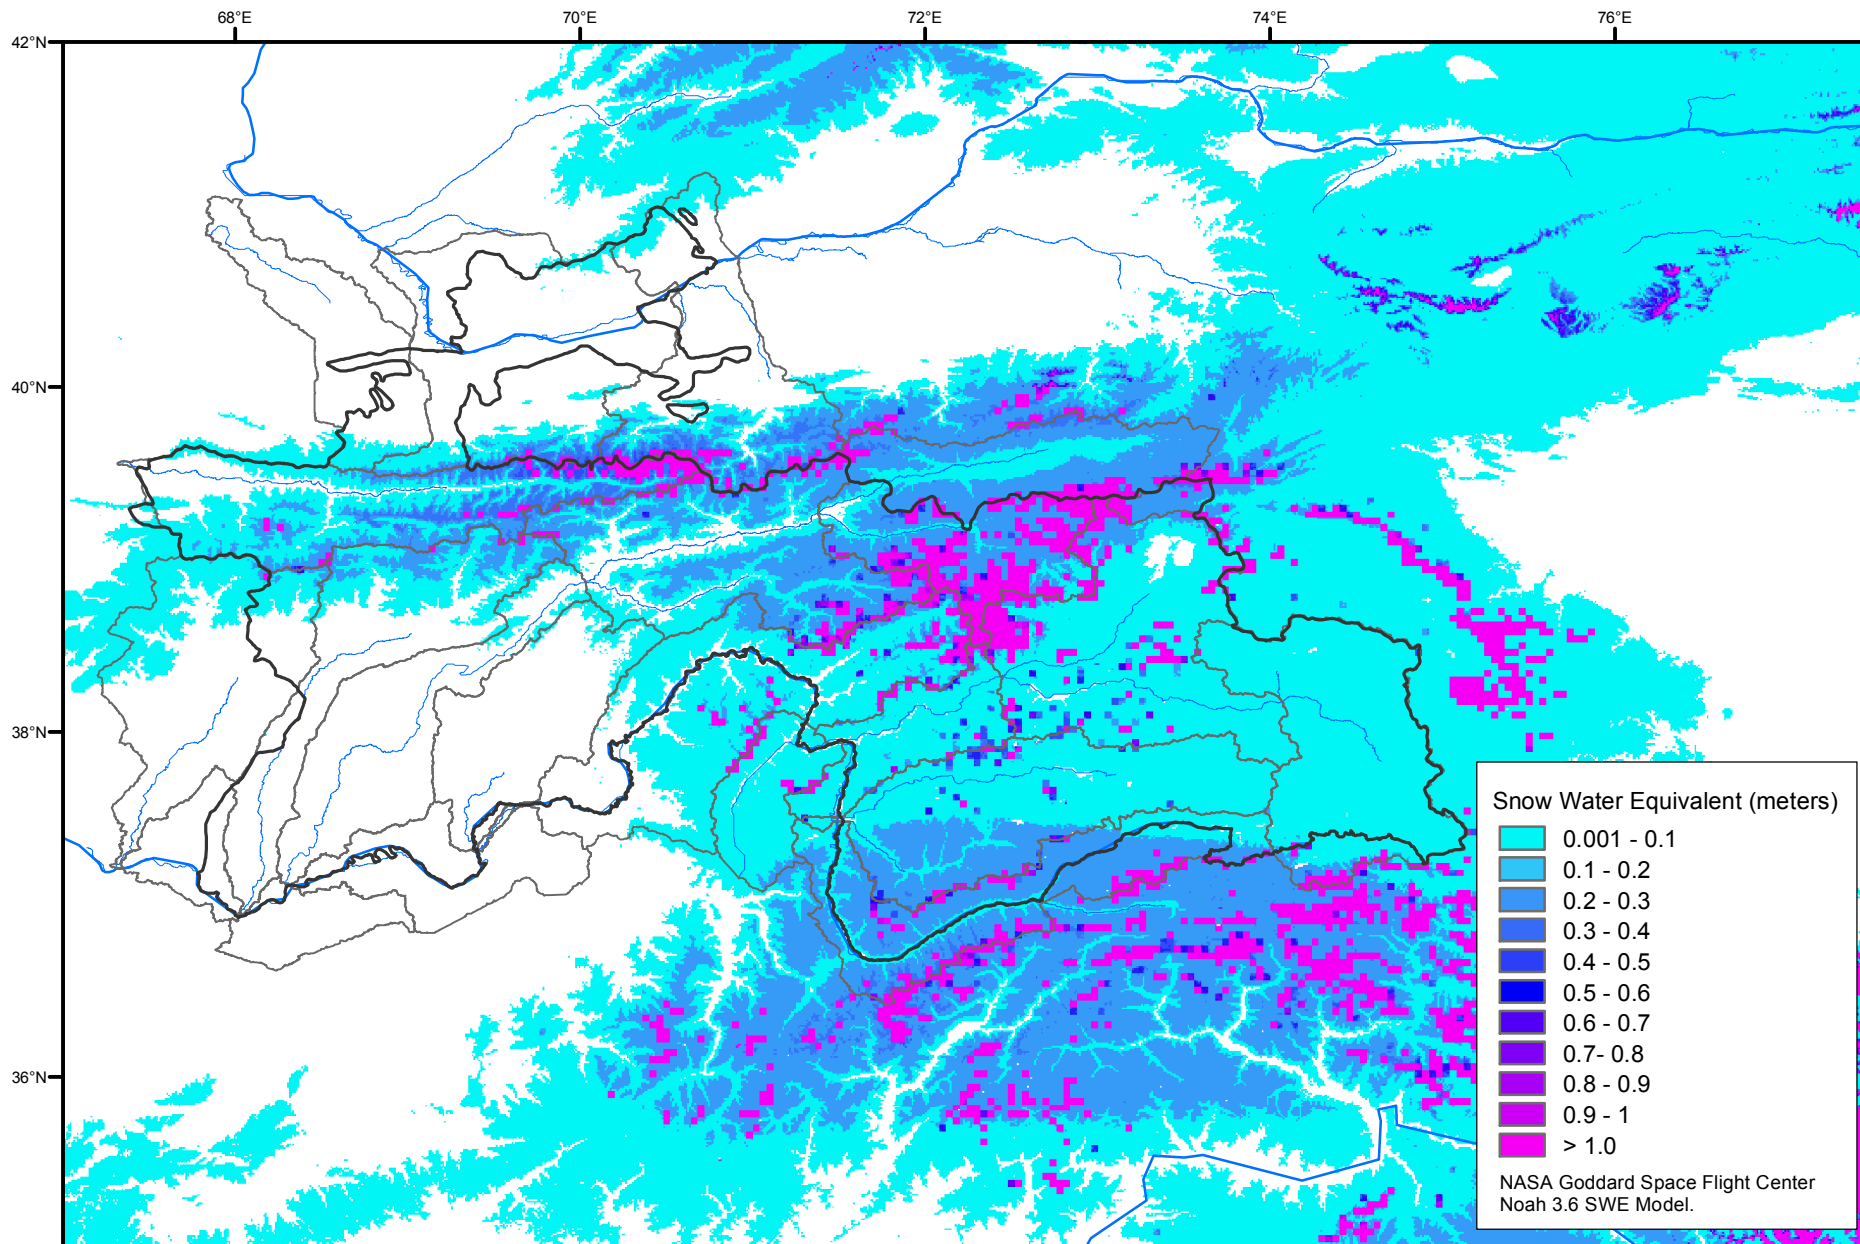 68°E 70°E 72°E 74°E 76°E
42°N
40°N
38°N
36°N
Snow Water Equivalent (meters)
0.001 - 0.1
0.1 - 0.2
0.2 - 0.3
0.3 - 0.4
0.4 - 0.5
0.5 - 0.6
0.6 - 0.7
0.7- 0.8
0.8 - 0.9
0.9 - 1
> 1.0
NASA Goddard Space Flight Center
Noah 3.6 SWE Model.